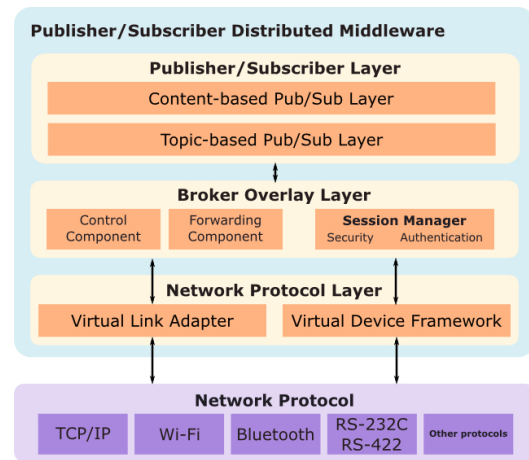 Publisher/Subscriber Distributed Middleware
Publisher/Subscriber Layer
Content-based Pub/Sub Layer
Topic-based Pub/Sub Layer
Broker Overlay Layer
Control
Component
Forwarding
Component
Session Manager
Security Authentication
Network Protocol Layer
Virtual Link Adapter
Virtual Device Framework
Network Protocol
TCP/IP
Wi-Fi
Bluetooth
RS-232C
RS-422
Other protocols